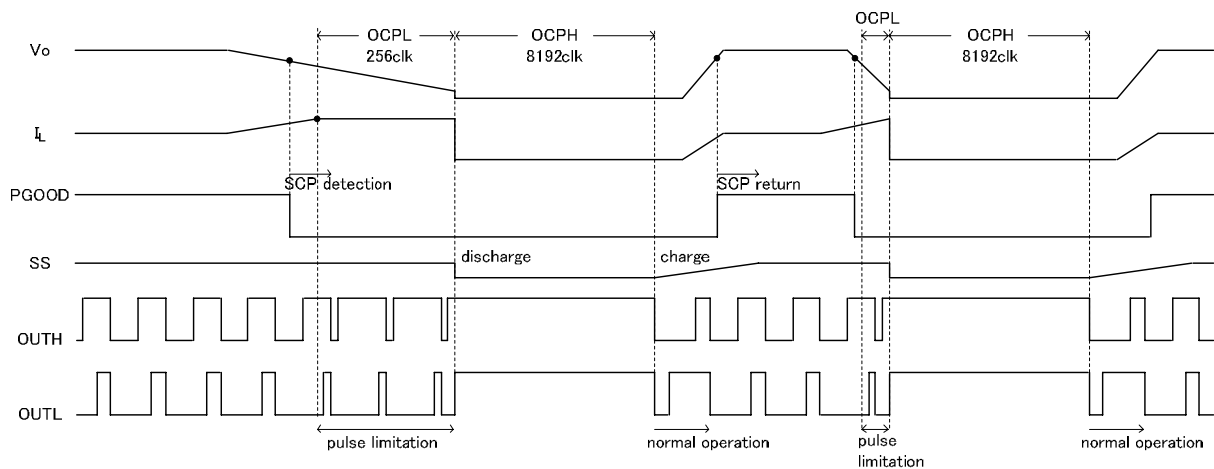 OCPL
OCPL
OCPH
OCPH
Vo
256clk
8192clk
8192clk
IL
SCP detection
SCP return
PGOOD
discharge
charge
SS
OUTH
OUTL
pulse limitation
normal operation
pulse
limitation
normal operation